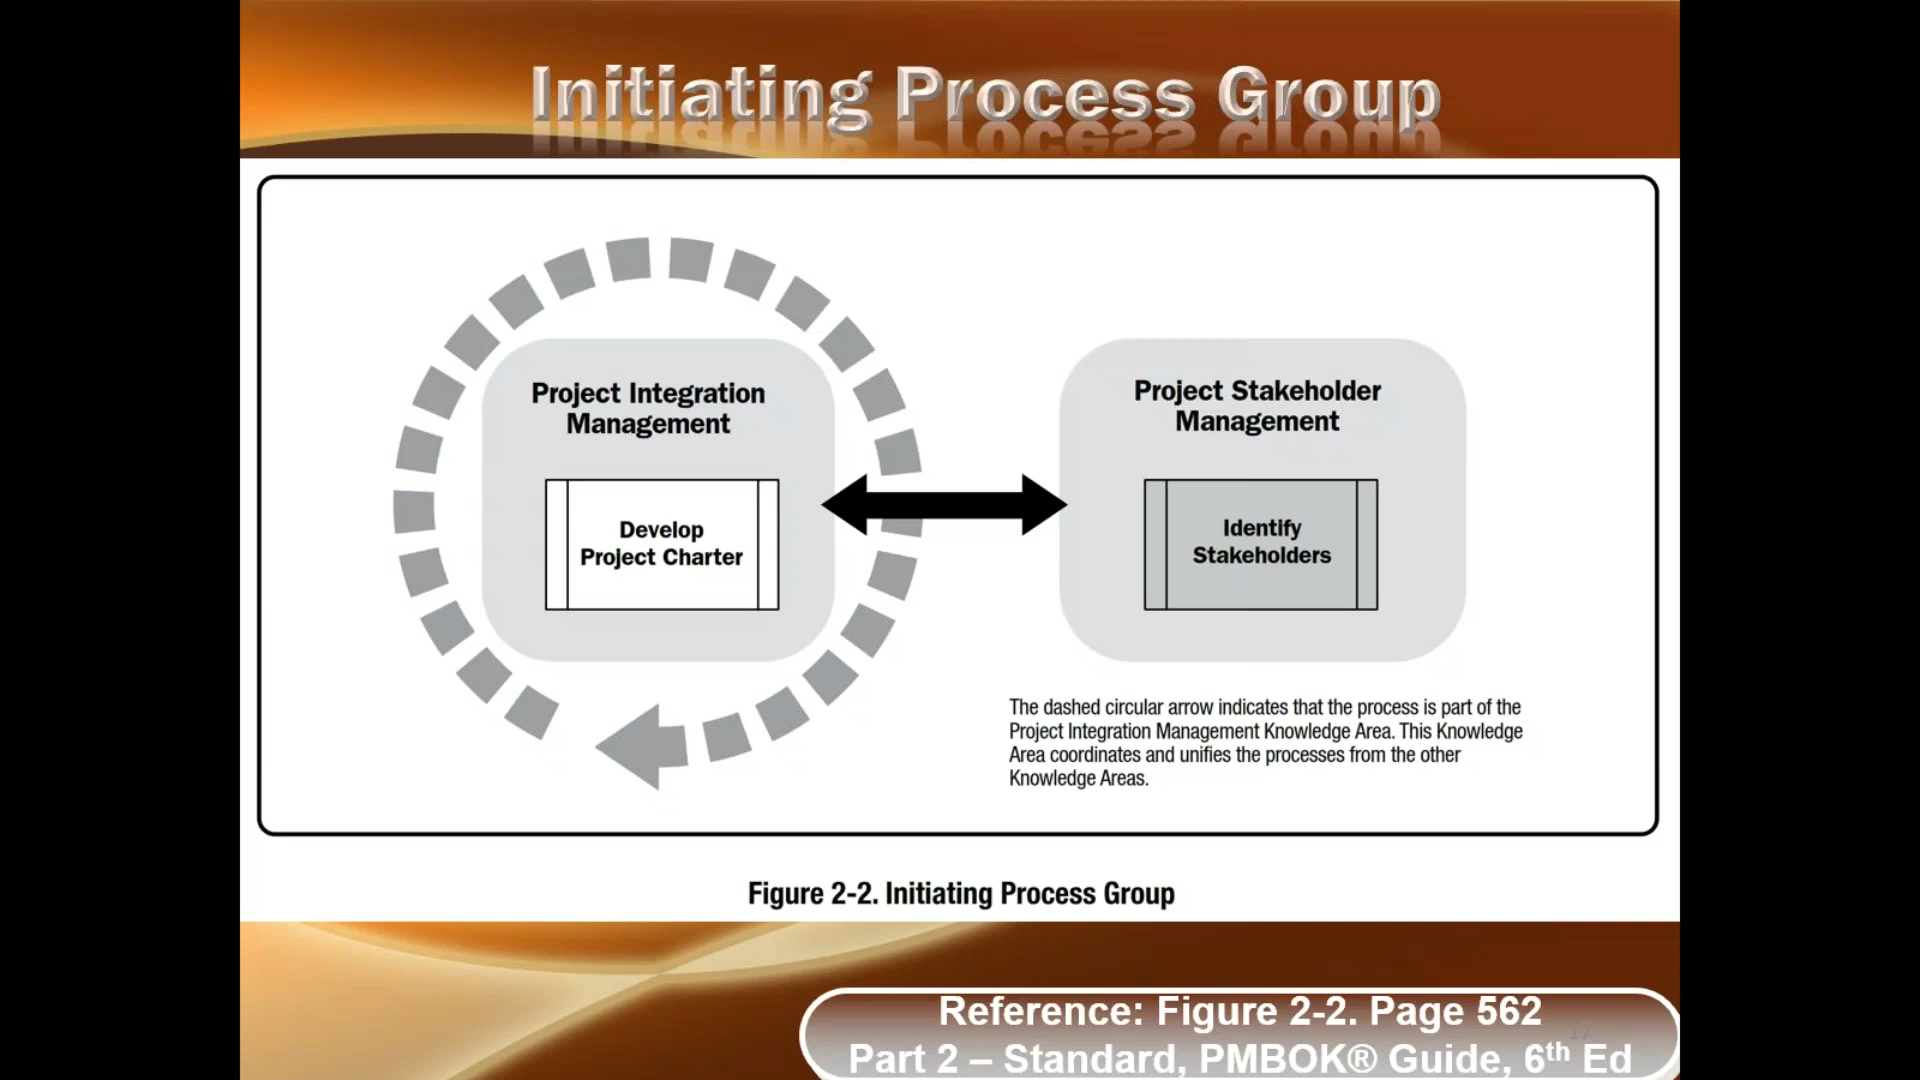 Initiating Process Group
Project Integration
Management
Develop
Project Charter
Project Stakeholder
Management
Identify
Stakeholders
The dashed circular arrow indicates that the process is part of the
Project Integration Management Knowledge Area. This Knowledge
Area coordinates and unifies the processes from the other
Knowledge Areas.
Figure 2-2. Initiating Process Group
Reference: Figure 2-2. Page 562
17
Part 2 – Standard, PMBOK® Guide, 6th Ed